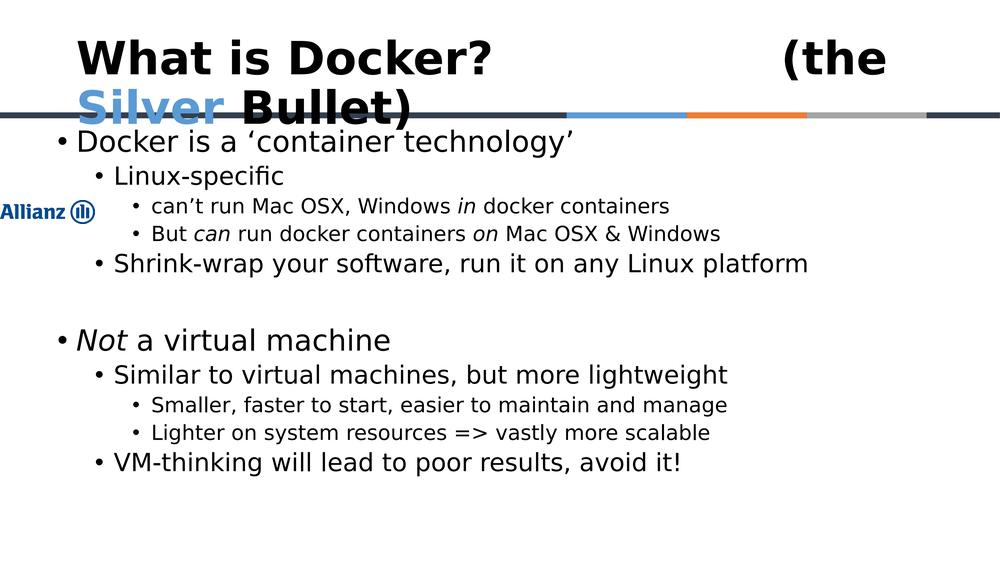 What is Docker? (the
Silver Bullet)
• Docker is a ‘container technology’
• Linux-specific
• can’t run Mac OSX, Windows in docker containers
Allianz
• But can run docker containers on Mac OSX & Windows
• Shrink-wrap your software, run it on any Linux platform
• Not a virtual machine
• Similar to virtual machines, but more lightweight
• Smaller, faster to start, easier to maintain and manage
• Lighter on system resources => vastly more scalable
• VM-thinking will lead to poor results, avoid it!